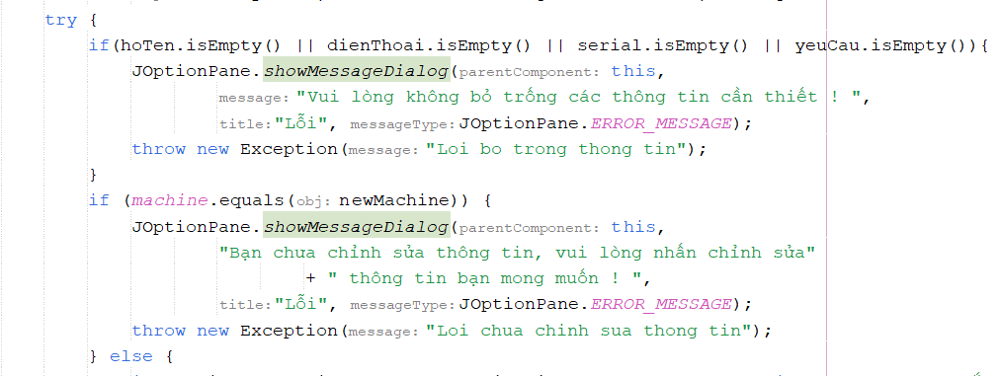 try {
if(hoTen.isEmpty() || dienThoai.isEmpty() || serial.isEmpty() || yeuCau.isEmpty()){
JOptionPane.showMessageDialog(parentComponent: this,
message: "Vui lòng không bỏ trống các thông tin cần thiết ! ",
title: "Lỗi", messageType: JOptionPane.ERROR_MESSAGE);
throw new Exception(message: "Loi bo trong thong tin");
}
if (machine.equals(obj: newMachine)) {
JOptionPane.showMessageDialog(parentComponent: this,
"Bạn chưa chỉnh sửa thông tin, vui lòng nhấn chỉnh sửa"
+ " thông tin bạn mong muốn ! ",
title: "Lỗi", messageType: JOptionPane.ERROR_MESSAGE);
throw new Exception(message: "Loi chua chinh sua thong tin");
} else {